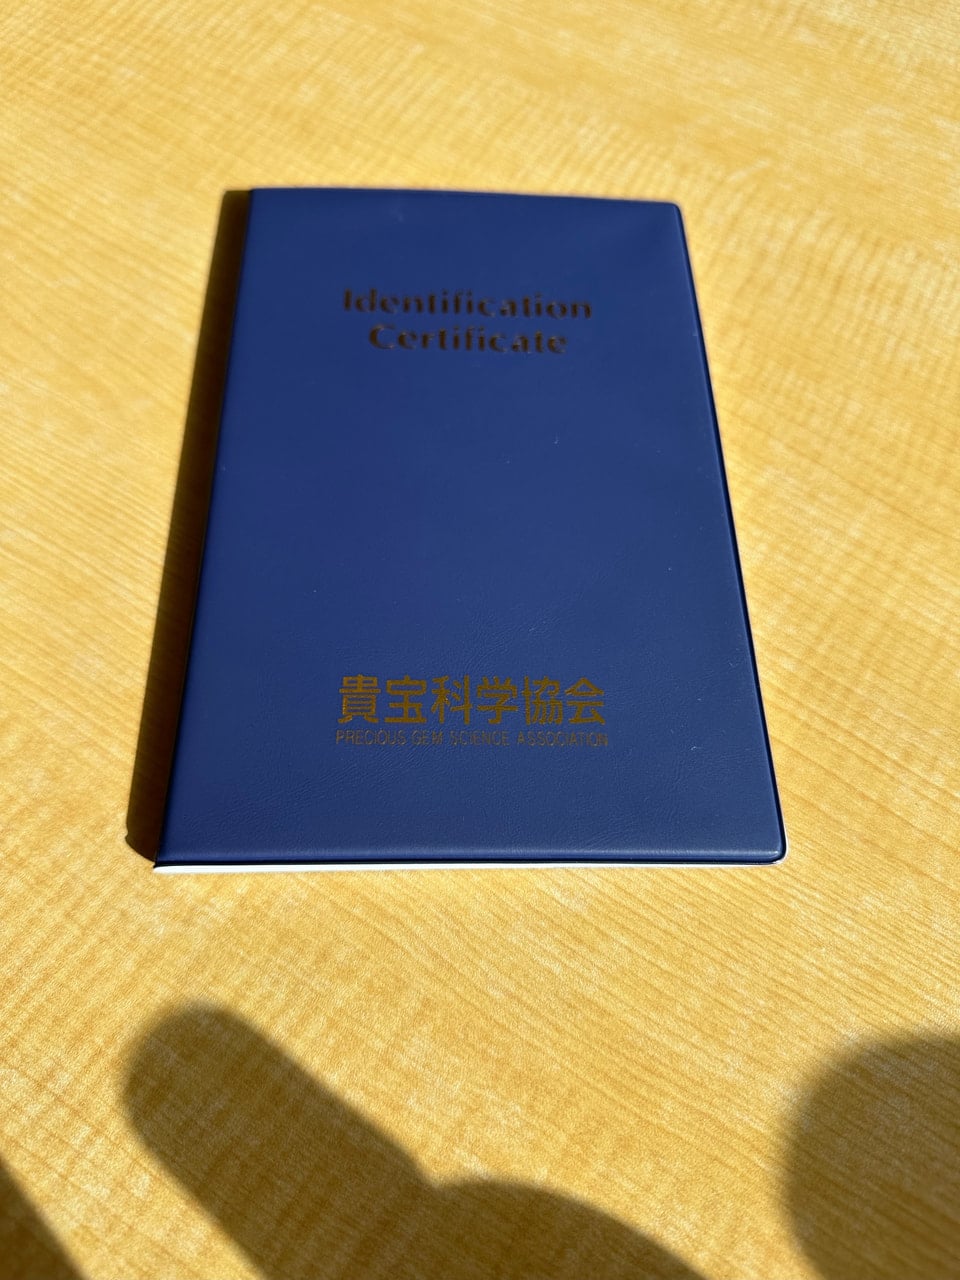 Identification
Certificate
貴宝科学協会
PRECIOUS GEM SCIENCE ASSOCIATION